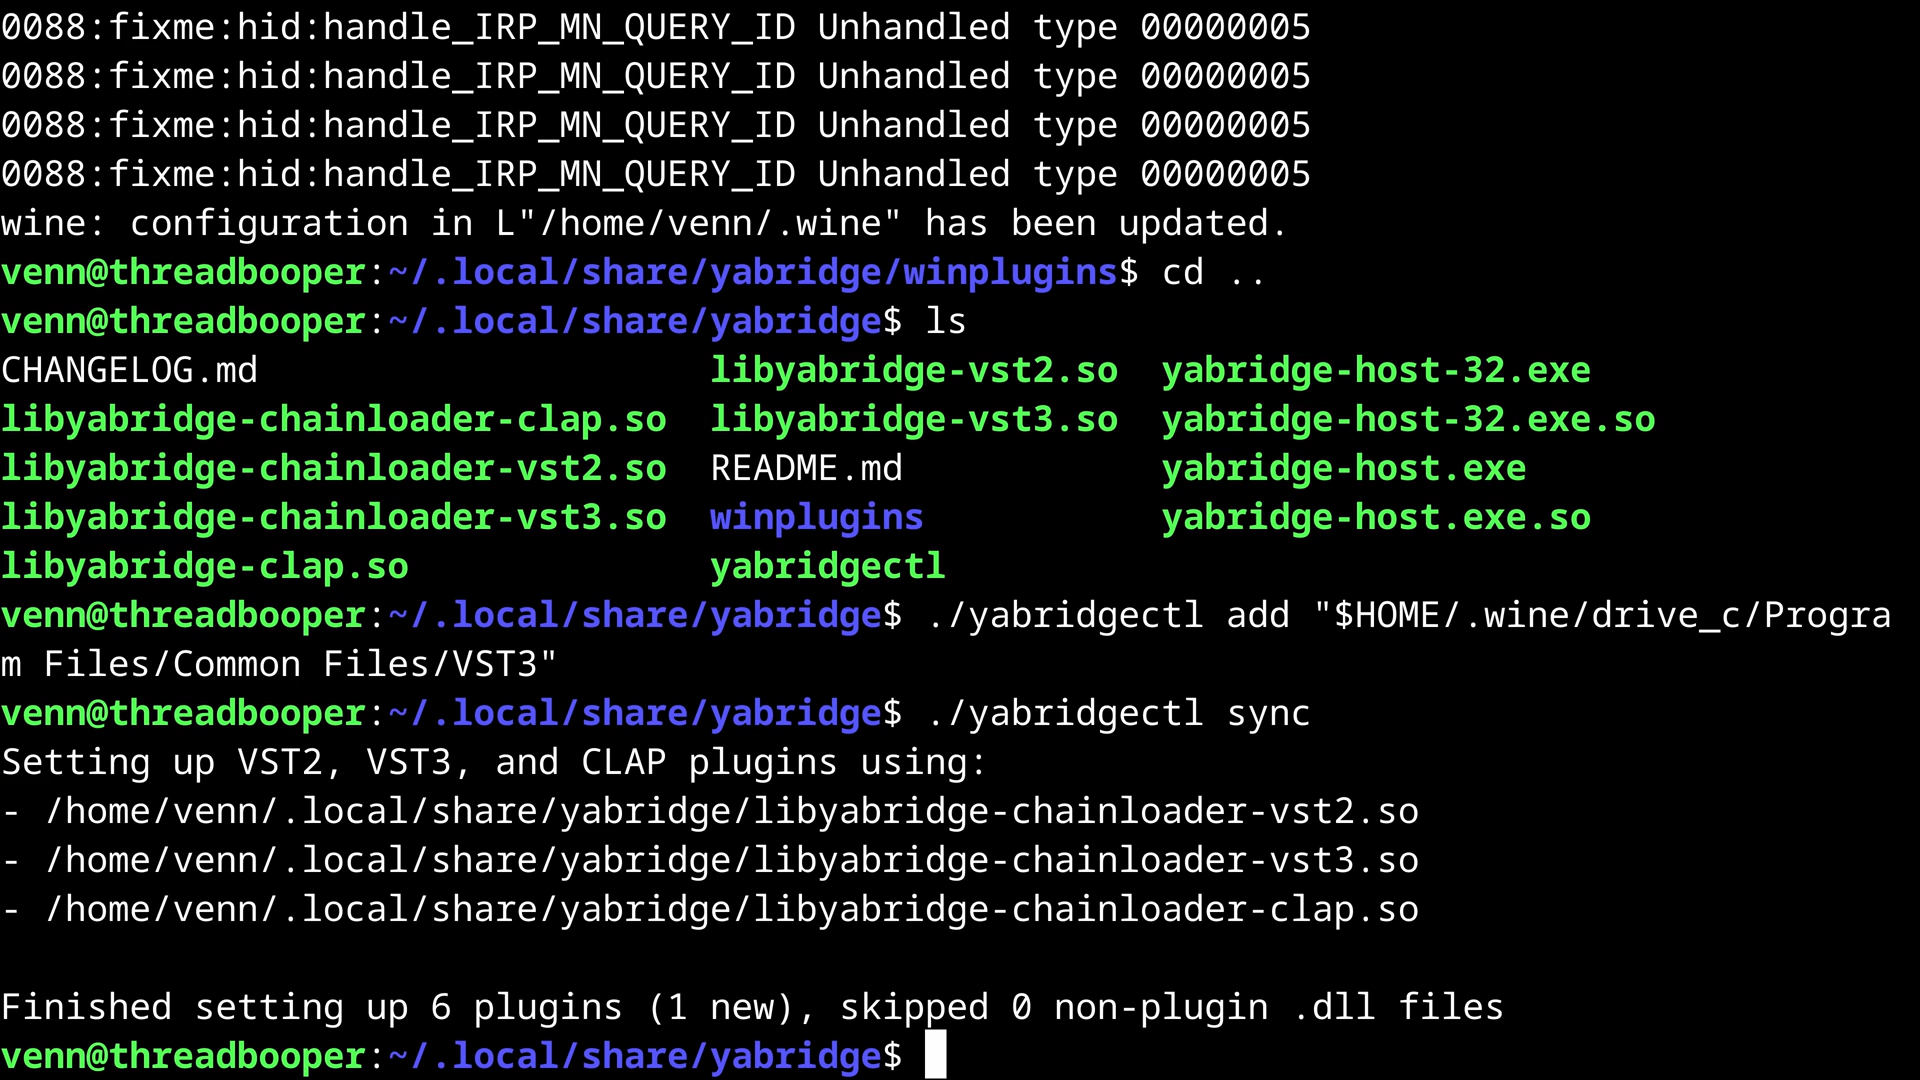 0088:fixme:hid:handle_IRP_MN_QUERY_ID Unhandled type 00000005
0088:fixme:hid:handle_IRP_MN_QUERY_ID Unhandled type 00000005
0088:fixme:hid:handle_IRP_MN_QUERY_ID Unhandled type 00000005
0088:fixme:hid:handle_IRP_MN_QUERY_ID Unhandled type 00000005
wine: configuration in L"/home/venn/.wine" has been updated.
venn@threadbooper:~/.local/share/yabridge/winplugins$ cd ..
venn@threadbooper:~/.local/share/yabridge$ ls
CHANGELOG.md libyabridge-vst2.so yabridge-host-32.exe
libyabridge-chainloader-clap.so libyabridge-vst3.so yabridge-host-32.exe.so
libyabridge-chainloader-vst2.so README.md yabridge-host.exe
libyabridge-chainloader-vst3.so winplugins yabridge-host.exe.so
libyabridge-clap.so yabridgectl
venn@threadbooper:~/.local/share/yabridge$ ./yabridgectl add "$HOME/.wine/drive_c/Progra
m Files/Common Files/VST3"
venn@threadbooper:~/.local/share/yabridge$ ./yabridgectl sync
Setting up VST2, VST3, and CLAP plugins using:
- /home/venn/.local/share/yabridge/libyabridge-chainloader-vst2.so
- /home/venn/.local/share/yabridge/libyabridge-chainloader-vst3.so
- /home/venn/.local/share/yabridge/libyabridge-chainloader-clap.so
Finished setting up 6 plugins (1 new), skipped 0 non-plugin .dll files
venn@threadbooper:~/.local/share/yabridge$